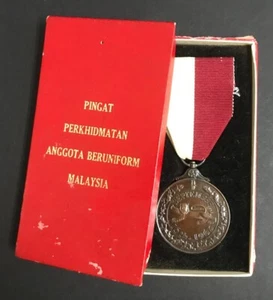 PINGAT
PERKHIDMATAN
ANGGOTA BERUNIFORM
MALAYSIA